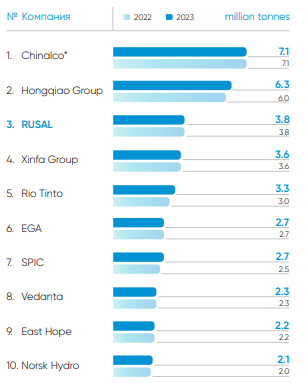 № Компания 2022 2023 million tonnes
1. Chinalco* 7.1
7.1
2. Hongqiao Group 6.3
6.0
3. RUSAL 3.8
3.8
4. Xinfa Group 3.6
3.6
5. Rio Tinto 3.3
3.0
6. EGA 2.7
2.7
7. SPIC 2.7
2.5
8. Vedanta 2.3
2.3
9. East Hope 2.2
2.2
10. Norsk Hydro 2.1
2.0